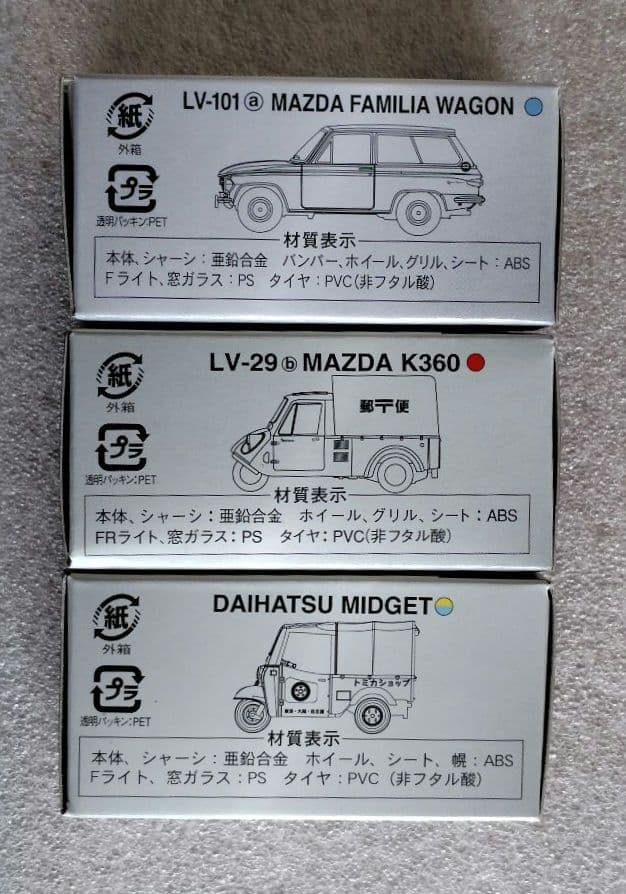 LV-101ⓐ MAZDA FAMILIA WAGON
紙
外箱
プラ
透明パッキン:PET
材質表示
本体、シャーシ：亜鉛合金 バンパー、ホイール、グリル、シート：ABS
Fライト、窓ガラス：PS タイヤ：PVC(非フタル酸)
LV-29ⓑ MAZDA K360
紙
外箱
郵〒便
プラ
透明パッキン:PET
材質表示
本体、シャーシ：亜鉛合金 ホイール、グリル、シート：ABS
FRライト、窓ガラス：PS タイヤ：PVC(非フタル酸)
DAIHATSU MIDGET
紙
外箱
プラ
トミカショップ
透明パッキン:PET
材質表示
本体、シャーシ：亜鉛合金 ホイール、シート、幌：ABS
Fライト、窓ガラス：PS タイヤ：PVC (非フタル酸)